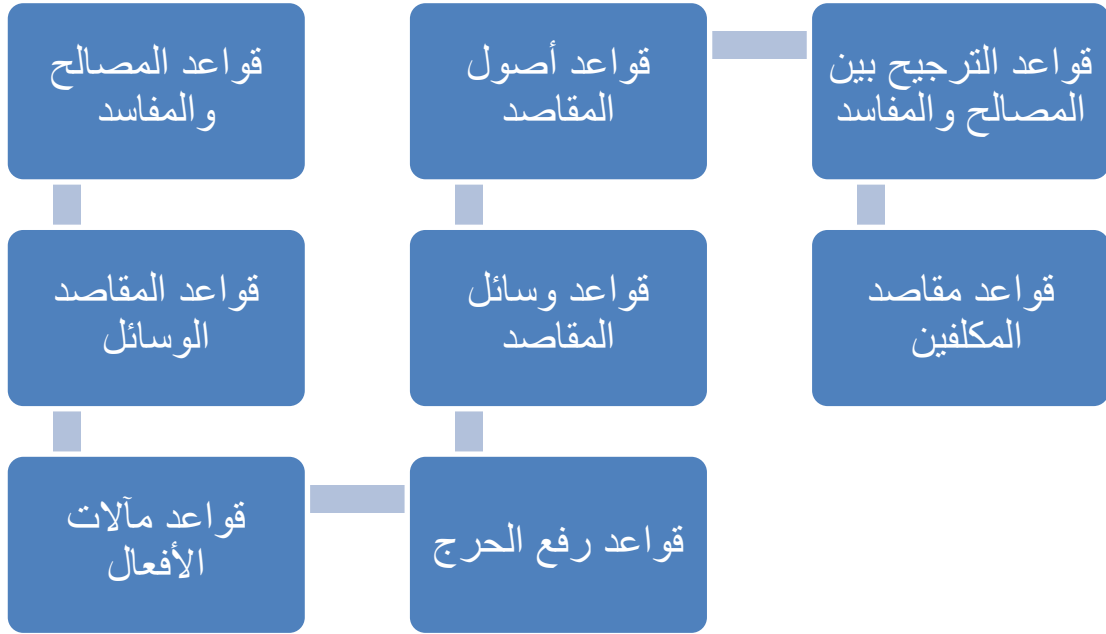 قواعد المصالح
والمفاسد
قواعد المقاصد
الوسائل
قواعد مآلات
الأفعال
قواعد رفع الحرج
قواعد وسائل
المقاصد
قواعد أصول
المقاصد
قواعد الترجيح بين
المصالح والمفاسد
قواعد مقاصد
المكلفين